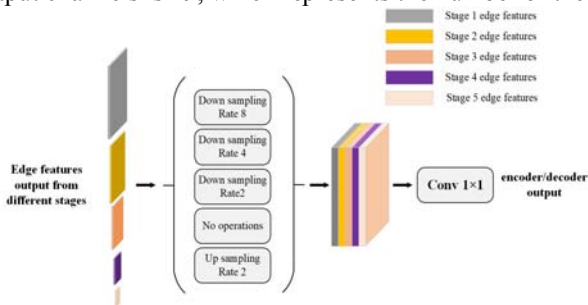 Stage 1 edge features
Stage 2 edge features
Stage 3 edge features
Stage 4 edge features
Stage 5 edge features
Edge features
output from
different stages
Down sampling
Rate 8
Down sampling
Rate 4
Down sampling
Rate2
No operations
Up sampling
Rate 2
Conv 1×1
encoder/decoder
output